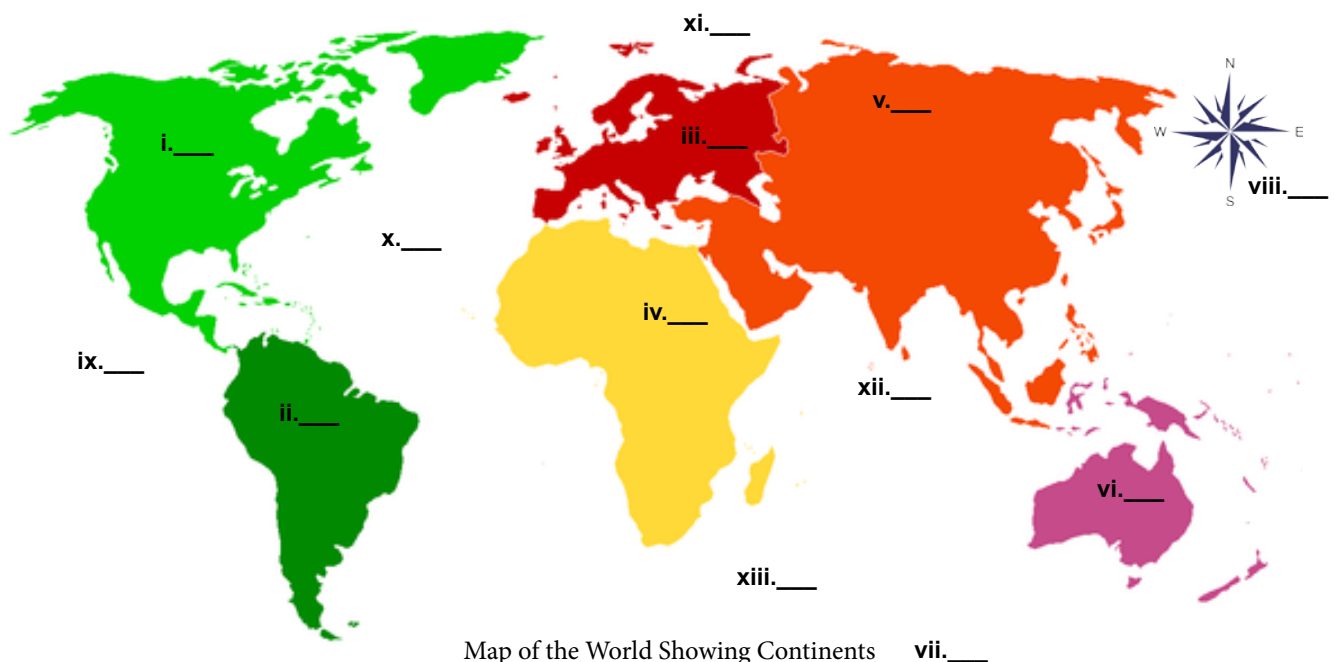 xi.___
N
v.___
i.___
iii.___
W
E
viii.___
S
x.___
iv.___
ix.___
xii.___
ii.___
vi.___
xiii.___
Map of the World Showing Continents vii.___